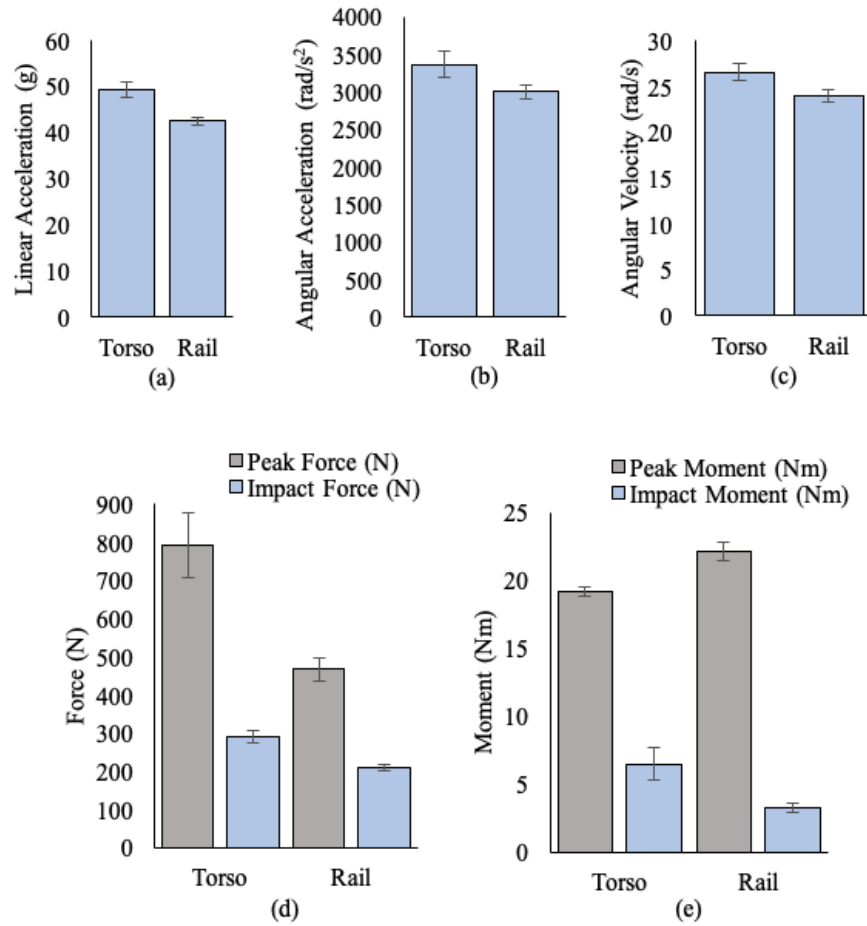 Linear Acceleration (g)
60
50
40
30
20
10
0
Torso Rail
(a)
Angular Acceleration (rad/s²)
4000
3500
3000
2500
2000
1500
1000
500
0
Torso Rail
(b)
Angular Velocity (rad/s)
30
25
20
15
10
5
0
Torso Rail
(c)
Peak Force (N)
Impact Force (N)
Force (N)
900
800
700
600
500
400
300
200
100
0
Torso Rail
(d)
Peak Moment (Nm)
Impact Moment (Nm)
Moment (Nm)
25
20
15
10
5
0
Torso Rail
(e)